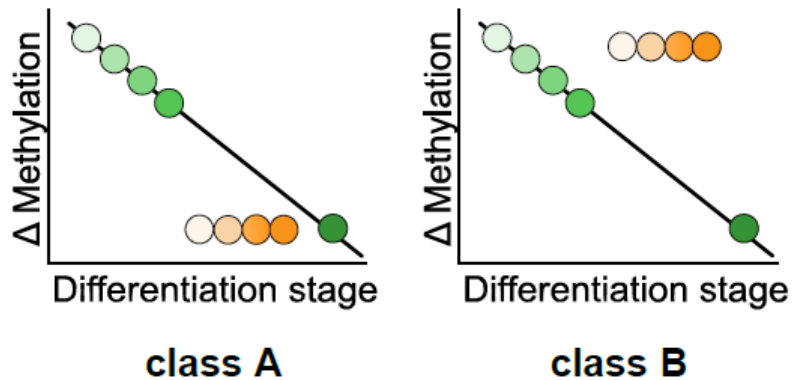 Δ Methylation
Differentiation stage
class A
Δ Methylation
Differentiation stage
class B